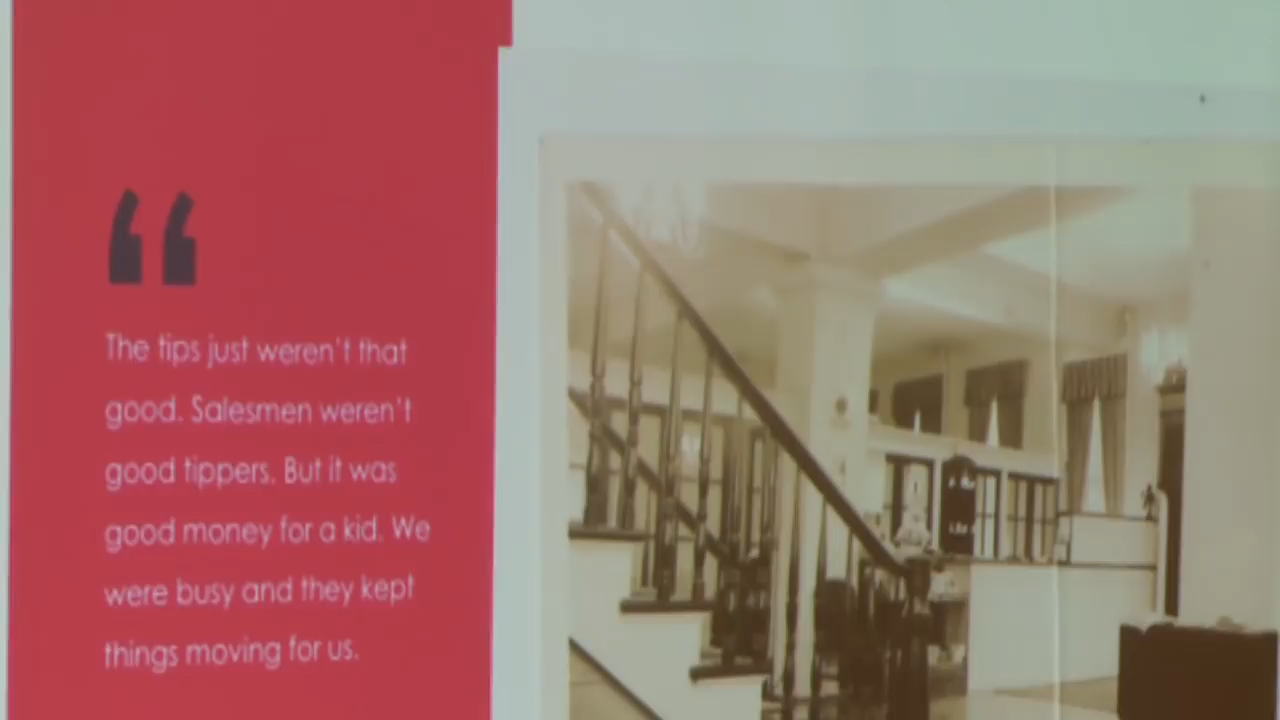 “
The tips just weren't that
good. Salesmen weren't
good tippers. But it was
good money for a kid. We
were busy and they kept
things moving for us.